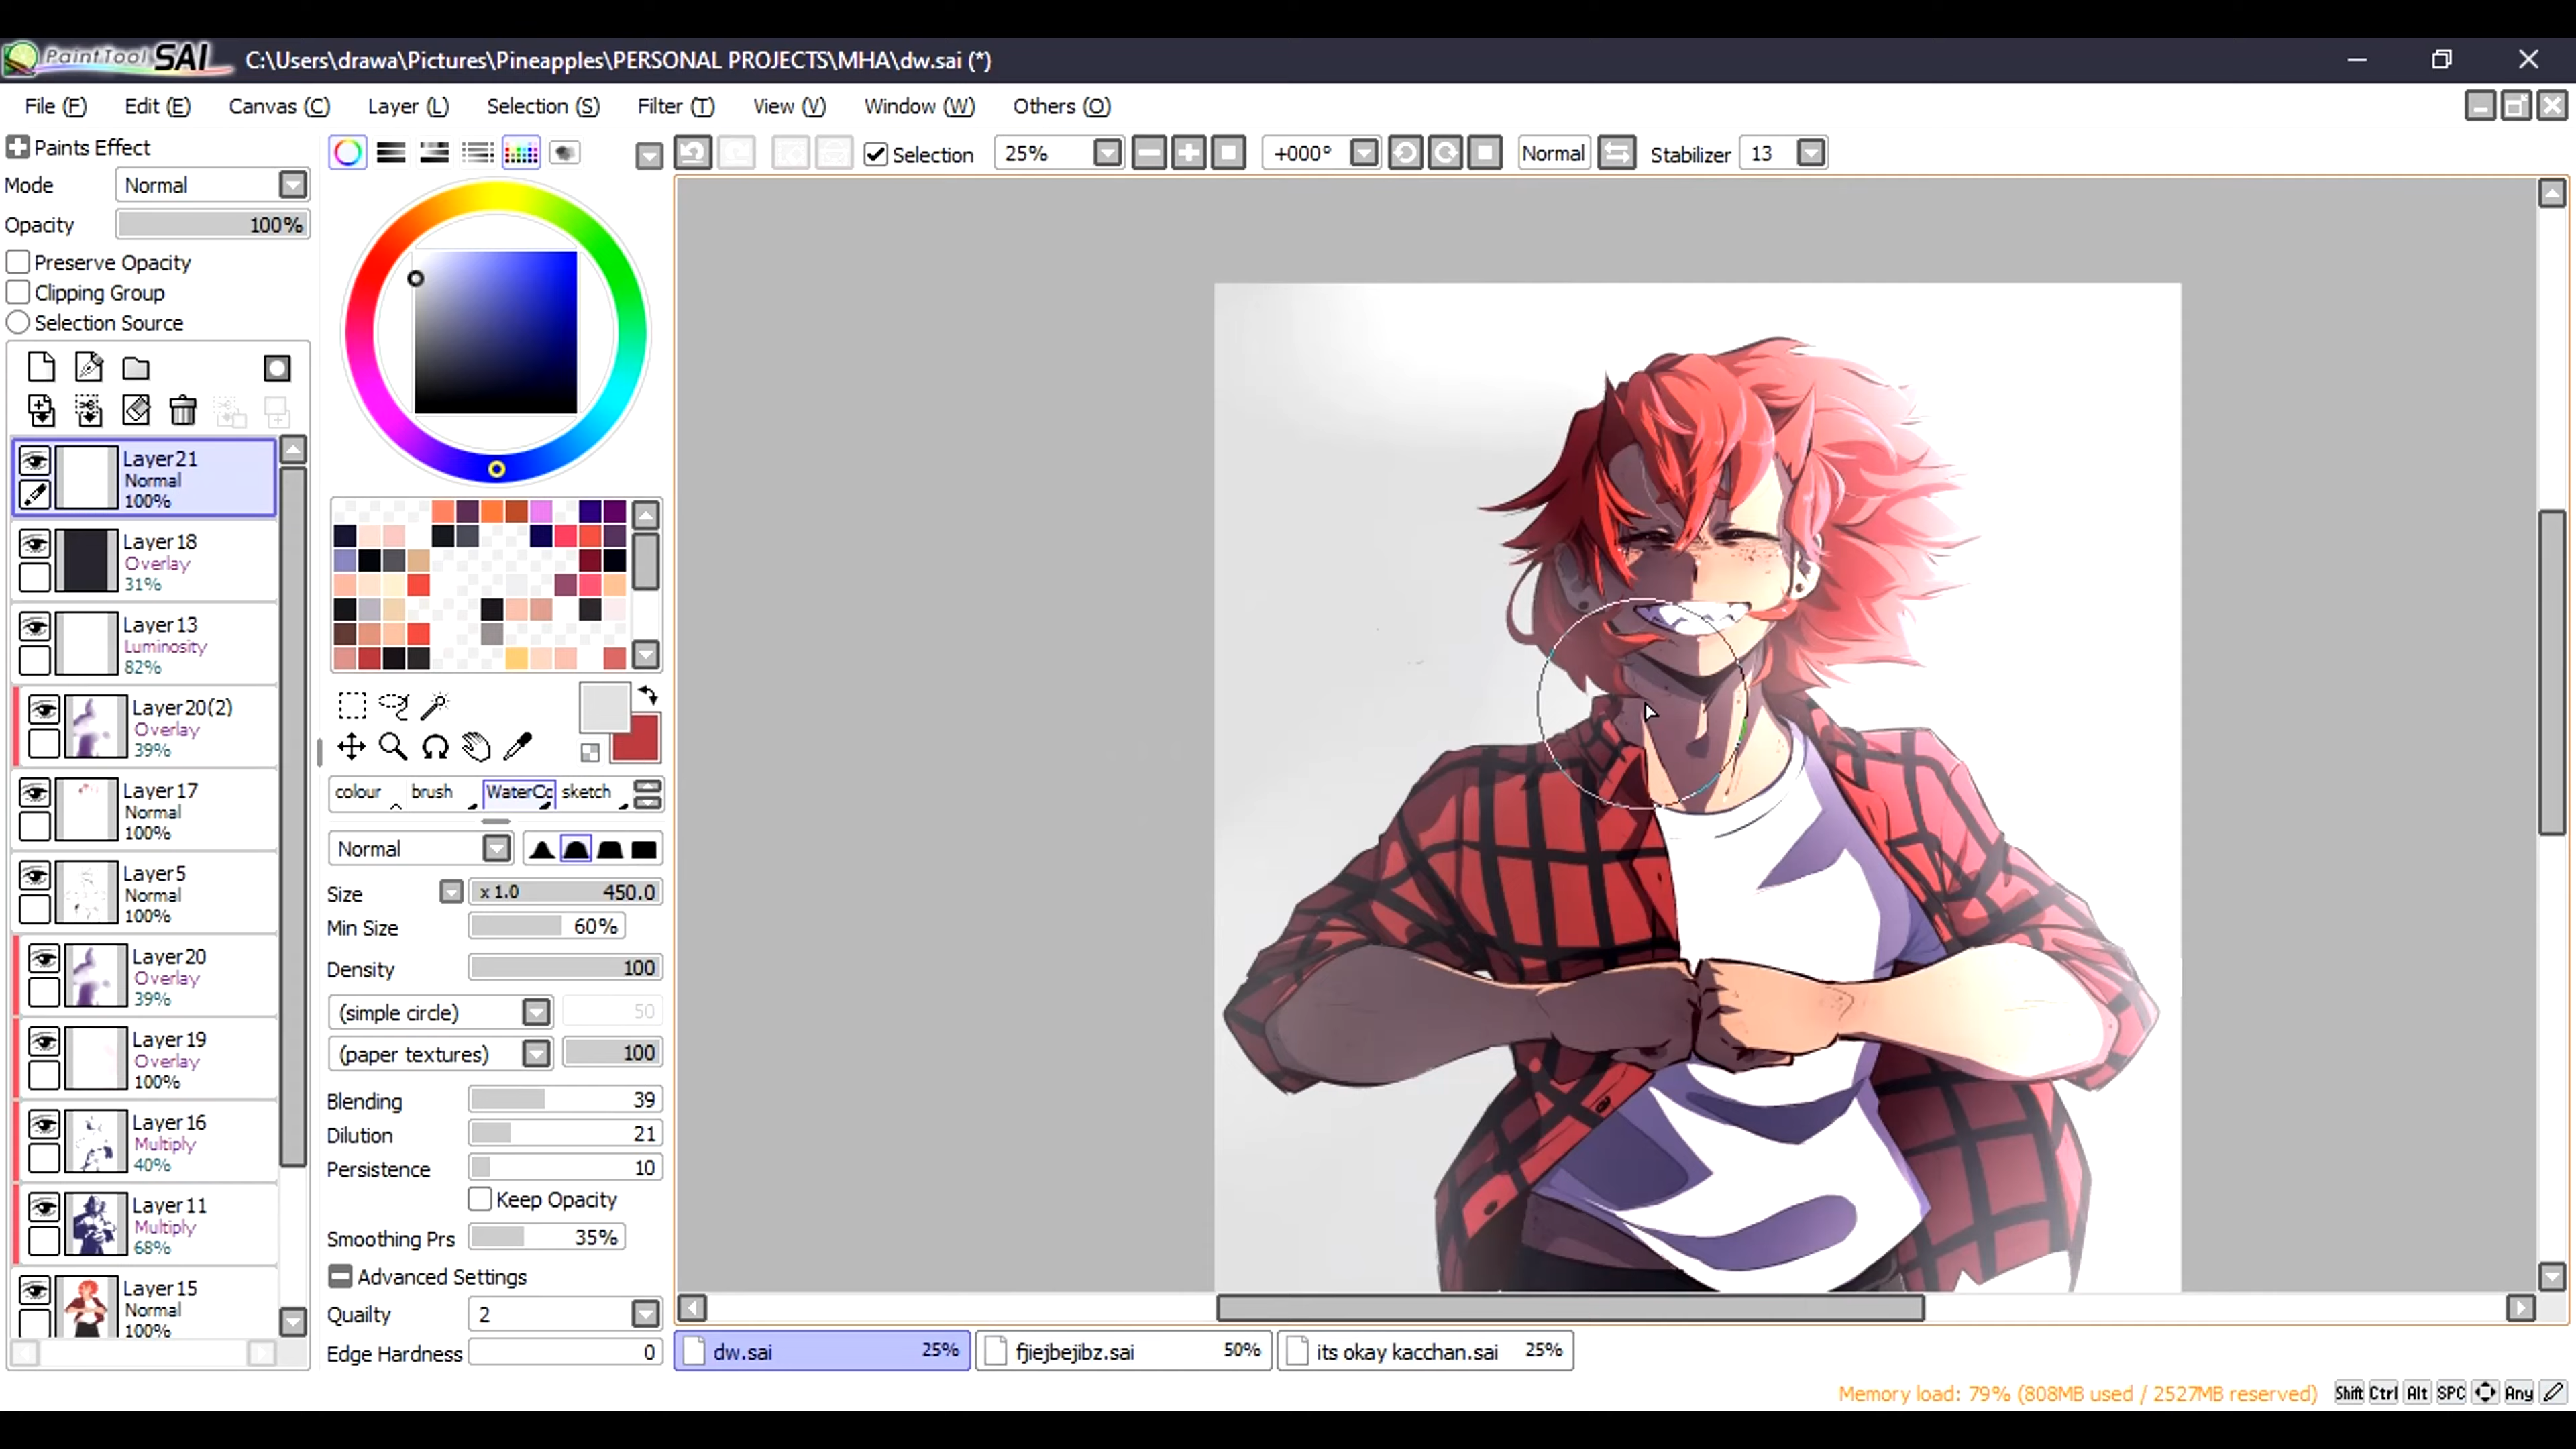 PaintTool SAI C:\Users\drawa\Pictures\Pineapples\PERSONAL PROJECTS\MHA\dw.sai (*)
File (F) Edit (E) Canvas (C) Layer (L) Selection (S) Filter (T) View (V) Window (W) Others (O)
Paints Effect
Mode Normal
Opacity 100%
Preserve Opacity
Clipping Group
Selection Source
Layer21
Normal
100%
Layer18
Overlay
31%
Layer13
Luminosity
82%
Layer20(2)
Overlay
39%
Layer17
Normal
100%
Layer5
Normal
100%
Layer20
Overlay
39%
Layer19
Overlay
100%
Layer16
Multiply
40%
Layer11
Multiply
68%
Layer15
Normal
100%
colour brush WaterCo sketch
Normal
Size x 1.0 450.0
Min Size 60%
Density 100
(simple circle) 50
(paper textures) 100
Blending 39
Dilution 21
Persistence 10
Keep Opacity
Smoothing Prs 35%
Advanced Settings
Quailty 2
Edge Hardness 0
Selection 25% +000° Normal Stabilizer 13
dw.sai 25% fjiejbejibz.sai 50% its okay kacchan.sai 25%
Memory load: 79% (808MB used / 2527MB reserved) Shift Ctrl Alt SPC Any